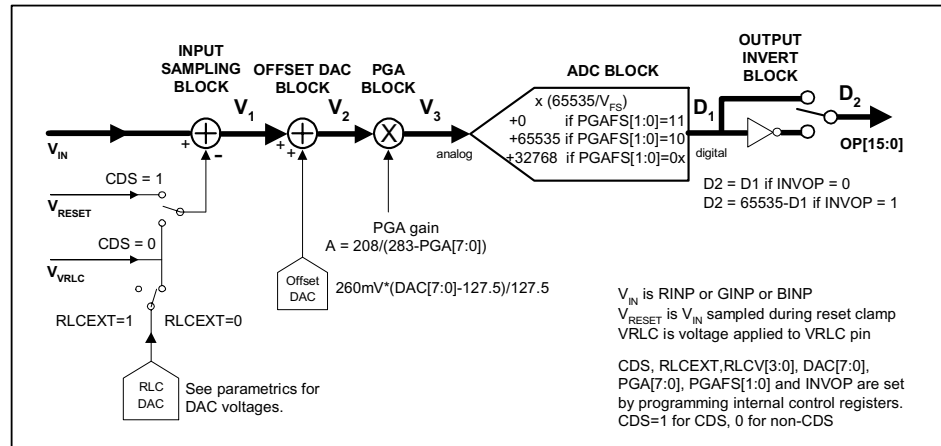 INPUT
SAMPLING
BLOCK
OFFSET DAC
BLOCK
PGA
BLOCK
ADC BLOCK
OUTPUT
INVERT
BLOCK
V1
V2
V3
x (65535/VFS)
+0 if PGAFS[1:0]=11
+65535 if PGAFS[1:0]=10
+32768 if PGAFS[1:0]=0x
D1
D2
VIN
+
+
-
+
+
X
analog
digital
OP[15:0]
CDS = 1
VRESET
CDS = 0
VVRLC
RLCEXT=1
RLCEXT=0
RLC
DAC
See parametrics for
DAC voltages.
PGA gain
A = 208/(283-PGA[7:0])
Offset
DAC
260mV*(DAC[7:0]-127.5)/127.5
D2 = D1 if INVOP = 0
D2 = 65535-D1 if INVOP = 1
VIN is RINP or GINP or BINP
VRESET is VIN sampled during reset clamp
VRLC is voltage applied to VRLC pin
CDS, RLCEXT,RLCV[3:0], DAC[7:0],
PGA[7:0], PGAFS[1:0] and INVOP are set
by programming internal control registers.
CDS=1 for CDS, 0 for non-CDS